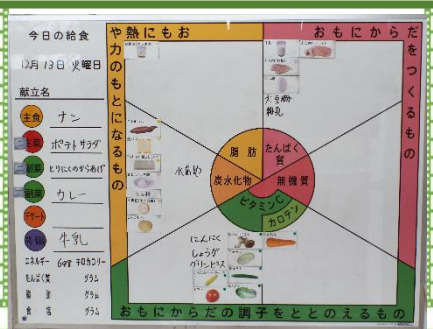 今日の給食
12月13日 火曜日
献立名
主食 ナン
主菜 ポテトサラダ
副菜 とりにくのからあげ
副菜 カレー
デザート
牛乳
エネルギー 698 キロカロリー
たんぱく質 グラム
脂質 グラム
食塩 グラム
おもに熱や力のもとになるもの
おもにからだをつくるもの
大豆粉
脱乳
水あめ
脂肪
たんぱく質
炭水化物
無機質
ビタミンC
カロテン
にんにく
しょうが
グリンピース
おもにからだの調子をととのえるもの